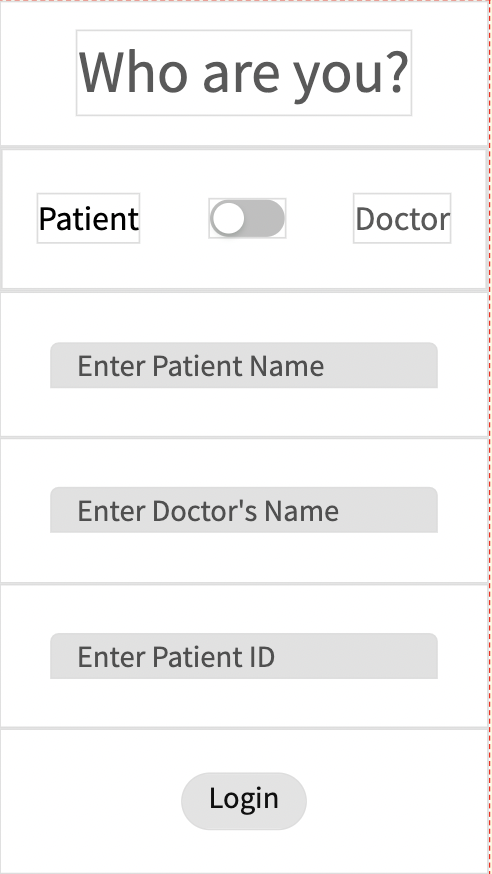 Who are you?
Patient Doctor
Enter Patient Name
Enter Doctor's Name
Enter Patient ID
Login